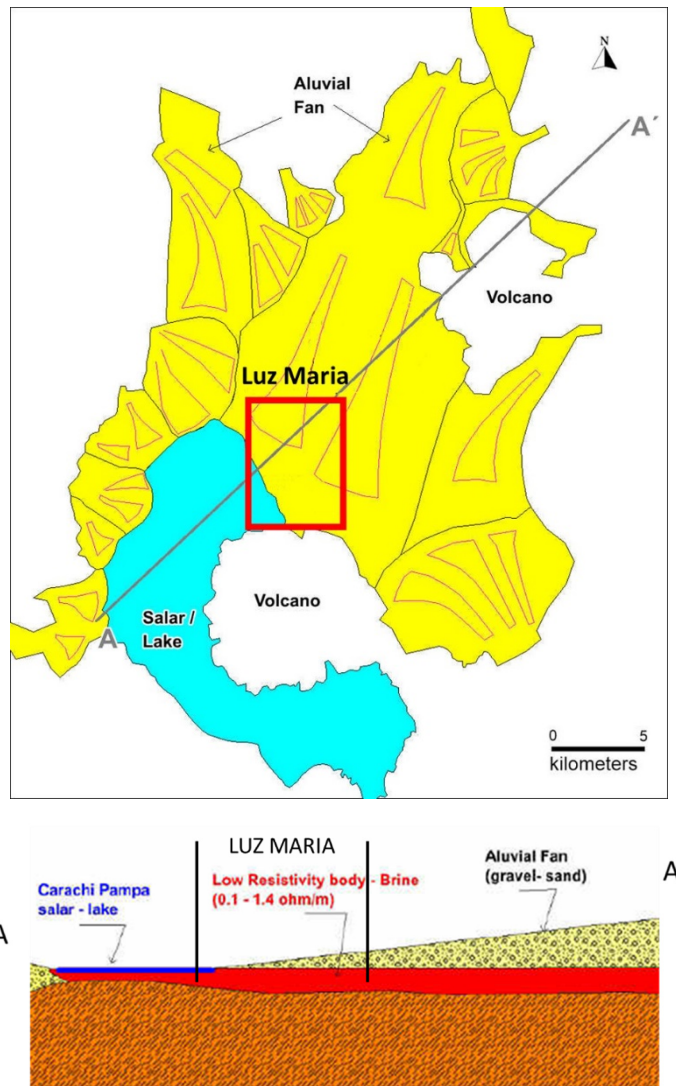 N
Aluvial
Fan
A´
Volcano
Luz Maria
Volcano
Salar /
Lake
A
0 5
kilometers
LUZ MARIA
Aluvial Fan
(gravel- sand)
Carachi Pampa
salar - lake
Low Resistivity body - Brine
(0.1 - 1.4 ohm/m)
A
A